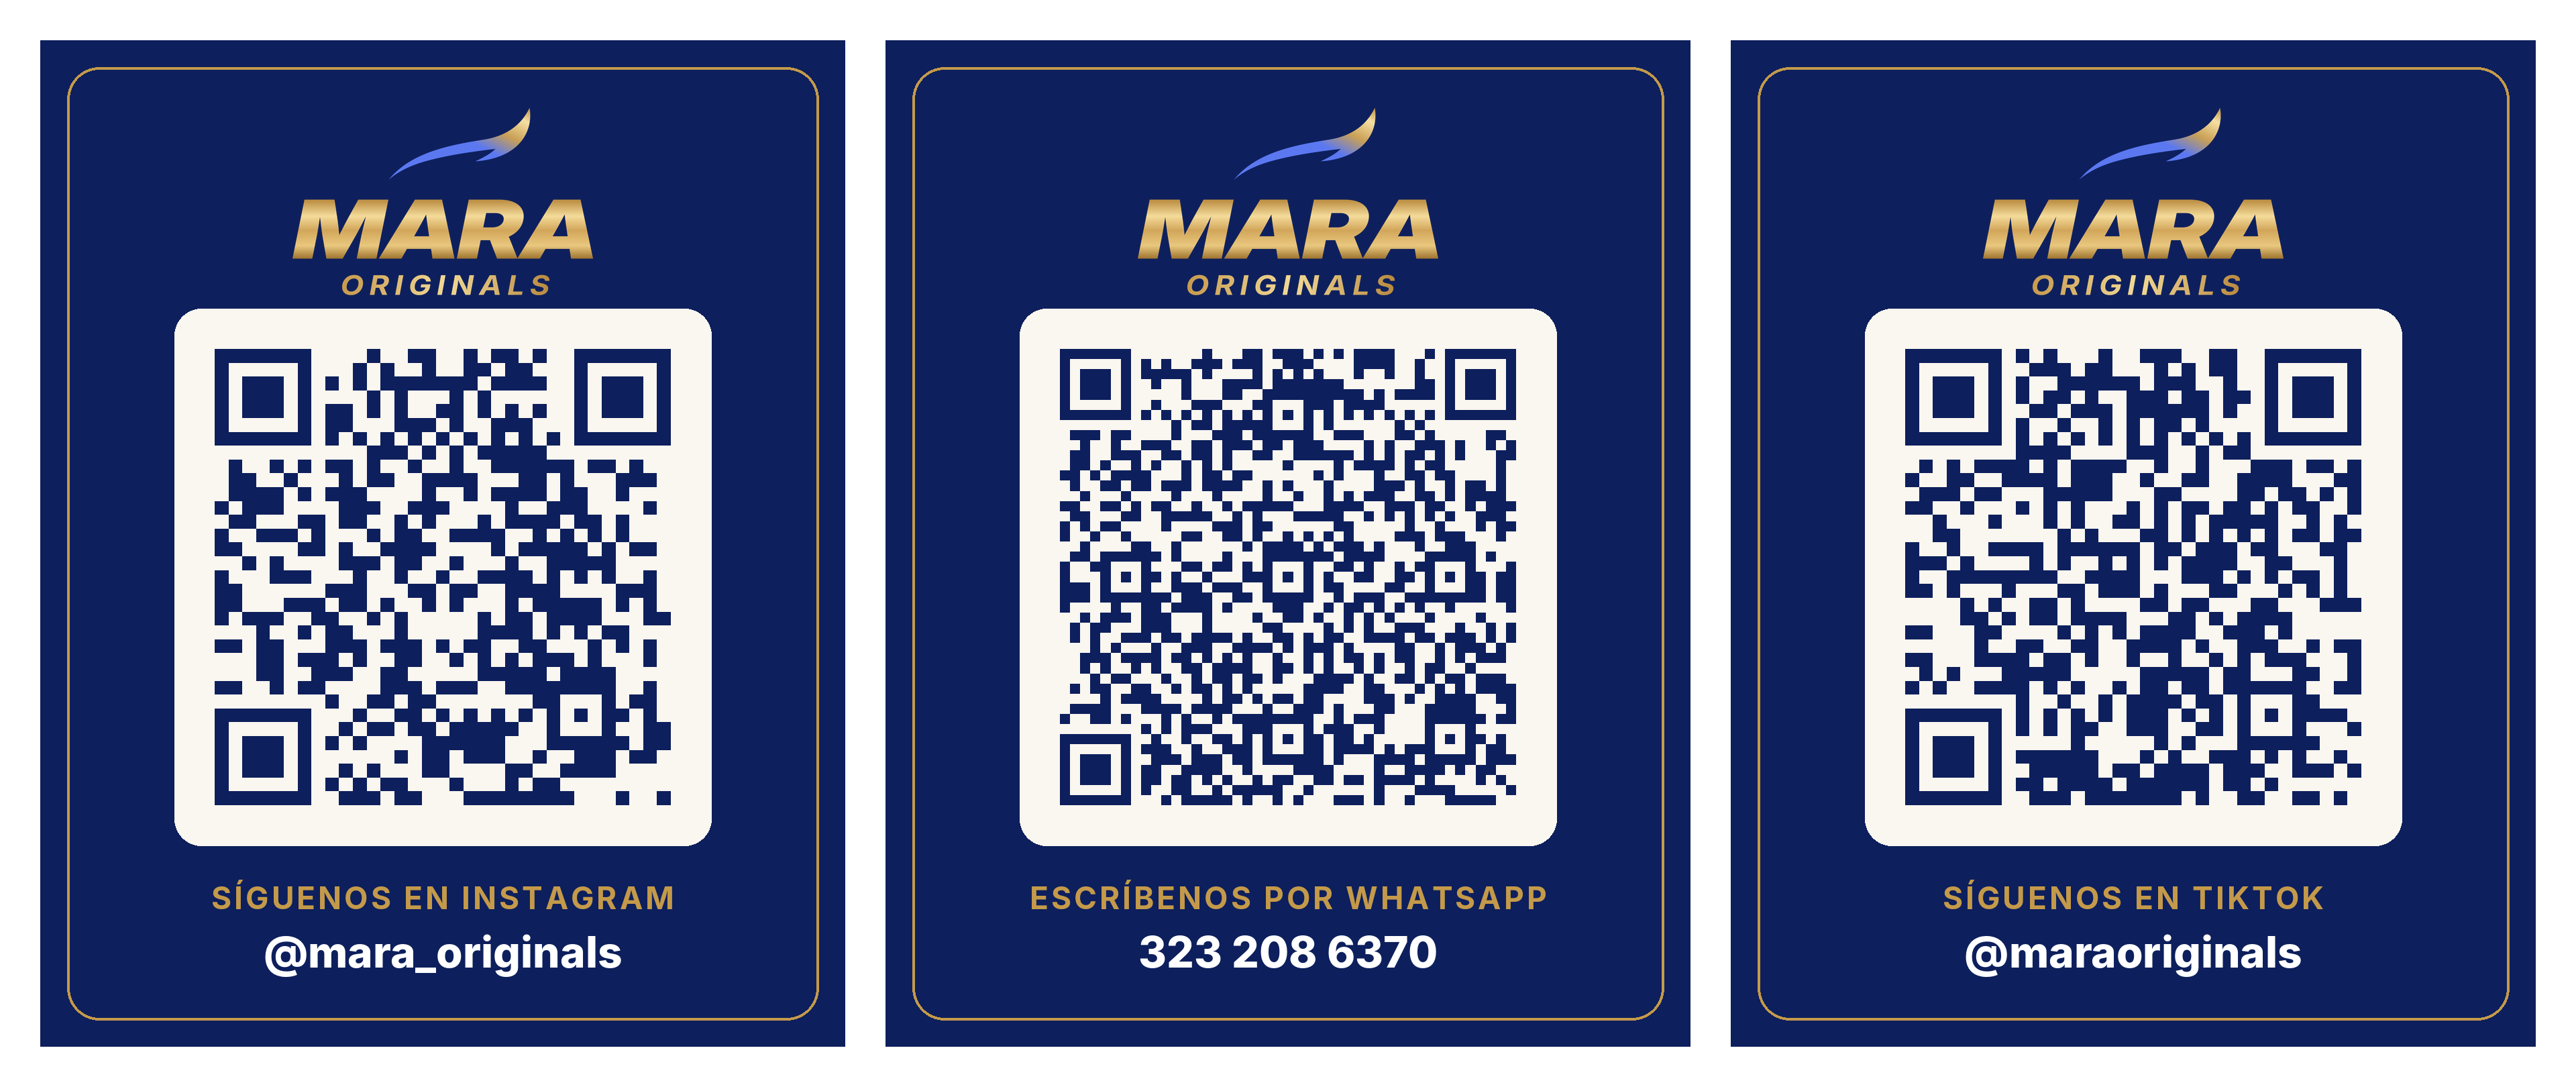 MARA
ORIGINALS
SÍGUENOS EN INSTAGRAM
@mara_originals
MARA
ORIGINALS
ESCRÍBENOS POR WHATSAPP
323 208 6370
MARA
ORIGINALS
SÍGUENOS EN TIKTOK
@maraoriginals